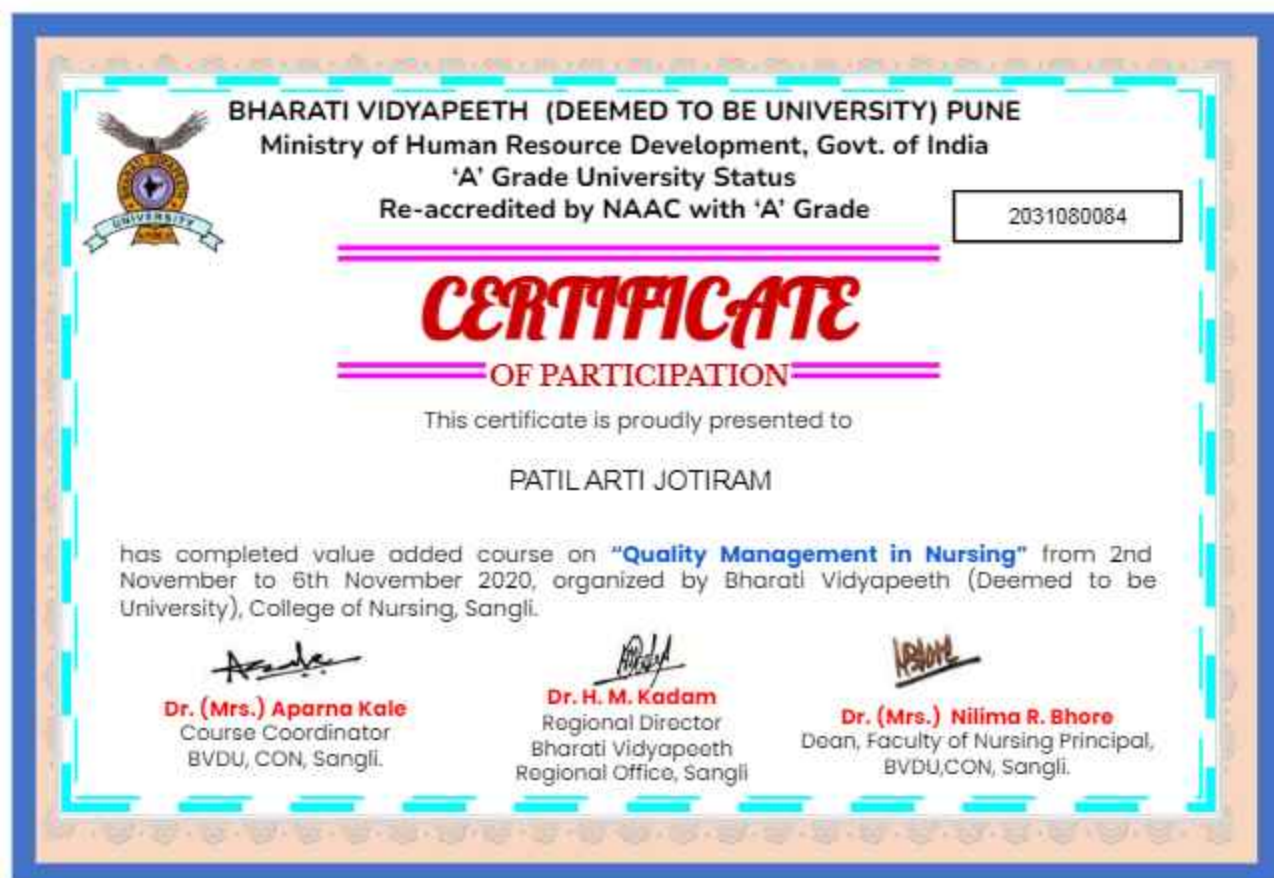 BHARATI VIDYAPEETH (DEEMED TO BE UNIVERSITY) PUNE
Ministry of Human Resource Development, Govt. of India
‘A’ Grade University Status
Re-accredited by NAAC with ‘A’ Grade
2031080084
BHARATI VIDYAPEETH
UNIVERSITY
CERTIFICATE
OF PARTICIPATION
This certificate is proudly presented to
PATIL ARTI JOTIRAM
has completed value added course on “Quality Management in Nursing” from 2nd
November to 6th November 2020, organized by Bharati Vidyapeeth (Deemed to be
University), College of Nursing, Sangli.
Dr. (Mrs.) Aparna Kale
Course Coordinator
BVDU, CON, Sangli.
Dr. H. M. Kadam
Regional Director
Bharati Vidyapeeth
Regional Office, Sangli
Dr. (Mrs.) Nilima R. Bhore
Dean, Faculty of Nursing Principal,
BVDU,CON, Sangli.